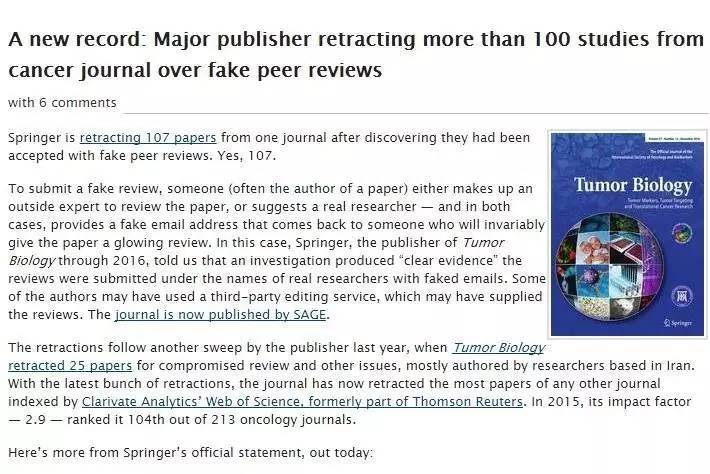 A new record: Major publisher retracting more than 100 studies from
cancer journal over fake peer reviews
with 6 comments
Springer is retracting 107 papers from one journal after discovering they had been
accepted with fake peer reviews. Yes, 107.
To submit a fake review, someone (often the author of a paper) either makes up an
outside expert to review the paper, or suggests a real researcher — and in both
cases, provides a fake email address that comes back to someone who will invariably
give the paper a glowing review. In this case, Springer, the publisher of Tumor
Biology through 2016, told us that an investigation produced “clear evidence” the
reviews were submitted under the names of real researchers with faked emails. Some
of the authors may have used a third-party editing service, which may have supplied
the reviews. The journal is now published by SAGE.
The retractions follow another sweep by the publisher last year, when Tumor Biology
retracted 25 papers for compromised review and other issues, mostly authored by researchers based in Iran.
With the latest bunch of retractions, the journal has now retracted the most papers of any other journal
indexed by Clarivate Analytics’ Web of Science, formerly part of Thomson Reuters. In 2015, its impact factor
— 2.9 — ranked it 104th out of 213 oncology journals.
Here’s more from Springer’s official statement, out today:
The Official Journal of the
International Society of Oncology and BioMarkers
Tumor Biology
Tumor Markers, Tumor Targeting
and Translational Cancer Research
Springer